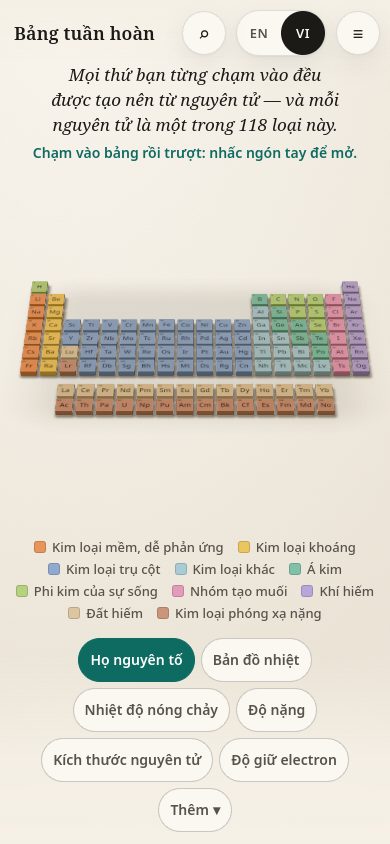 Bảng tuần hoàn
EN VI
Mọi thứ bạn từng chạm vào đều
được tạo nên từ nguyên tử — và mỗi
nguyên tử là một trong 118 loại này.
Chạm vào bảng rồi trượt: nhấc ngón tay để mở.
H He
Li Be B C N O F Ne
Na Mg Al Si P S Cl Ar
K Ca Sc Ti V Cr Mn Fe Co Ni Cu Zn Ga Ge As Se Br Kr
Rb Sr Y Zr Nb Mo Tc Ru Rh Pd Ag Cd In Sn Sb Te I Xe
Cs Ba Lu Hf Ta W Re Os Ir Pt Au Hg Tl Pb Bi Po At Rn
Fr Ra Lr Rf Db Sg Bh Hs Mt Ds Rg Cn Nh Fl Mc Lv Ts Og
La Ce Pr Nd Pm Sm Eu Gd Tb Dy Ho Er Tm Yb
Ac Th Pa U Np Pu Am Cm Bk Cf Es Fm Md No
Kim loại mềm, dễ phản ứng Kim loại khoáng
Kim loại trụ cột Kim loại khác Á kim
Phi kim của sự sống Nhóm tạo muối Khí hiếm
Đất hiếm Kim loại phóng xạ nặng
Họ nguyên tố Bản đồ nhiệt
Nhiệt độ nóng chảy Độ nặng
Kích thước nguyên tử Độ giữ electron
Thêm ▾